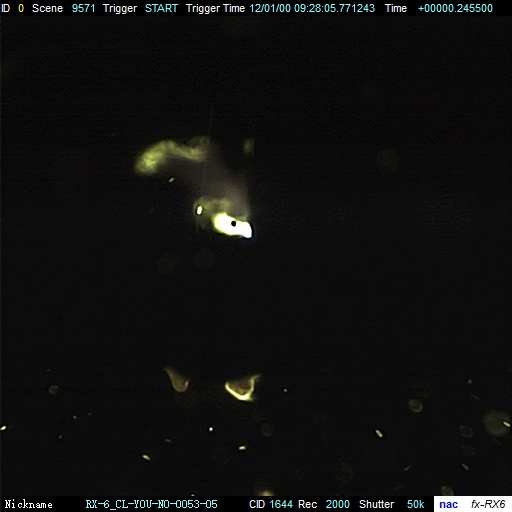 ID 0 Scene 9571 Trigger START Trigger Time 12/01/00 09:28:05.771243 Time +00000.245500
Nickname RX-6_CL-YOU-NO-0053-05 CID 1644 Rec 2000 Shutter 50k nac fx-RX6